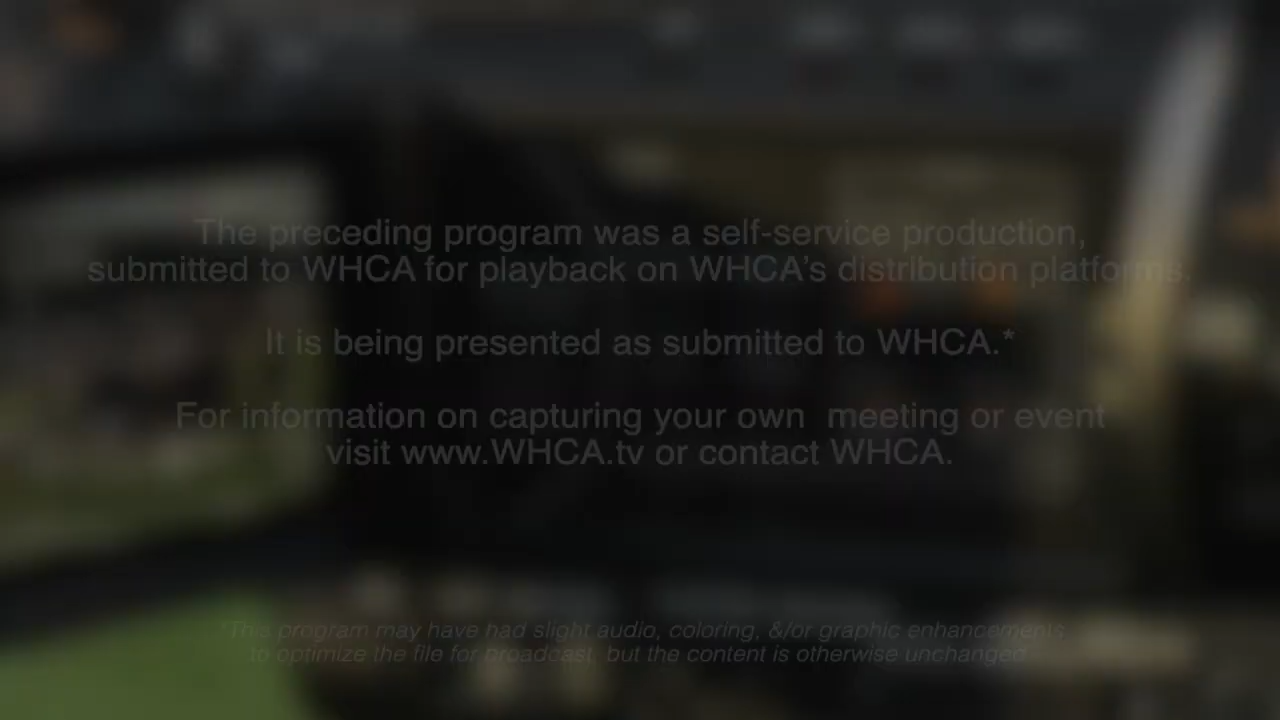 The preceding program was a self-service production,
submitted to WHCA for playback on WHCA's distribution platforms.
It is being presented as submitted to WHCA.*
For information on capturing your own  meeting or event
visit www.WHCA.tv or contact WHCA.
*This program may have had slight audio, coloring, &/or graphic enhancements
to optimize the file for broadcast, but the content is otherwise unchanged.